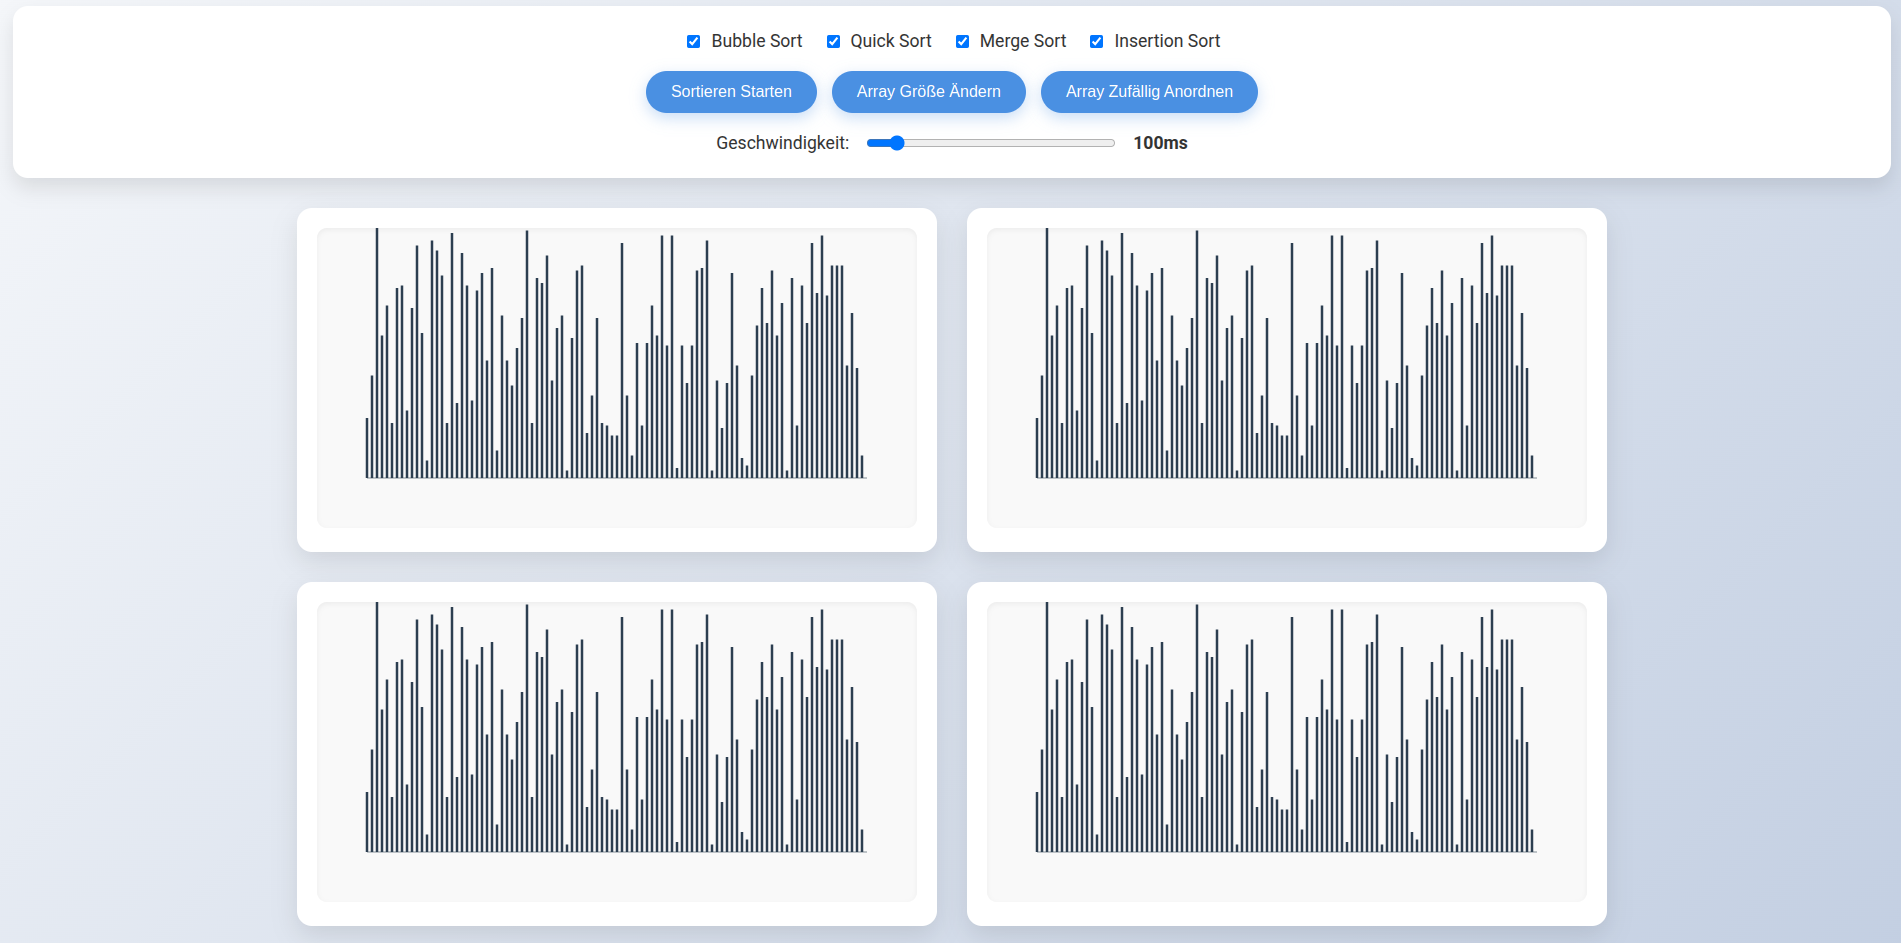 Bubble Sort Quick Sort Merge Sort Insertion Sort
Sortieren Starten Array Größe Ändern Array Zufällig Anordnen
Geschwindigkeit: 100ms